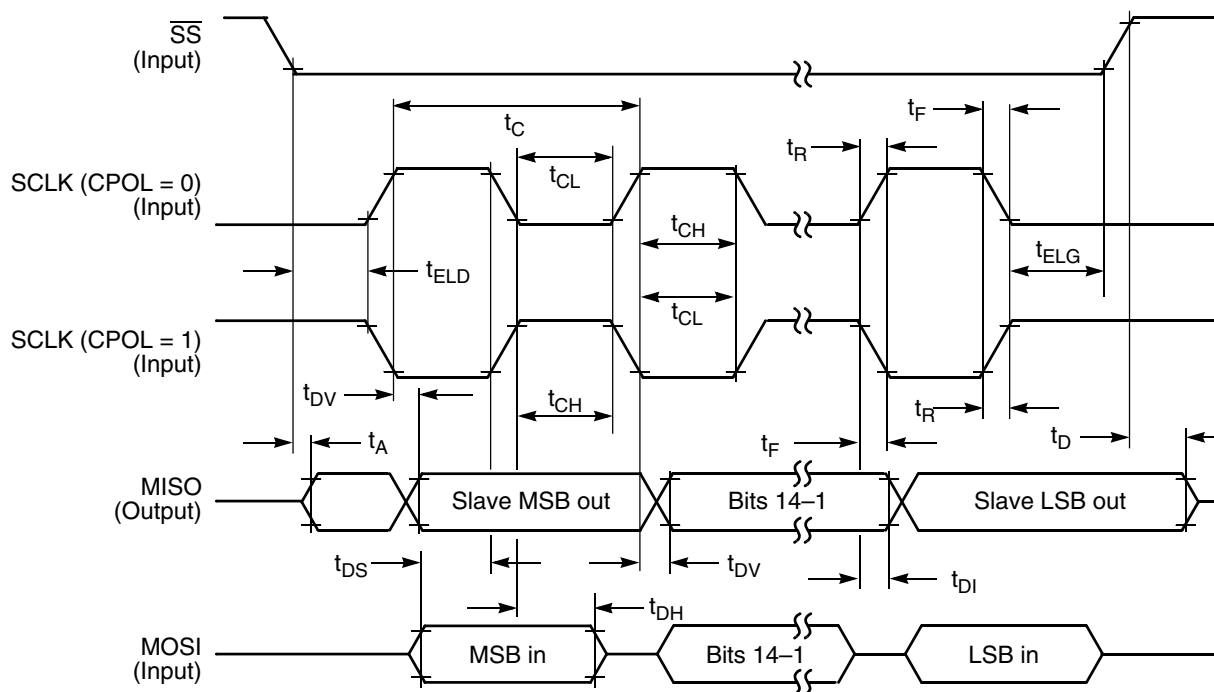 SS
(Input)
tC
tF
tR
SCLK (CPOL = 0)
(Input)
tCL
tCH
tELD
tELG
tCL
SCLK (CPOL = 1)
(Input)
tDV
tCH
tR
tA
tF
tD
MISO
(Output)
Slave MSB out
Bits 14–1
Slave LSB out
tDS
tDV
tDI
tDH
MOSI
(Input)
MSB in
Bits 14–1
LSB in